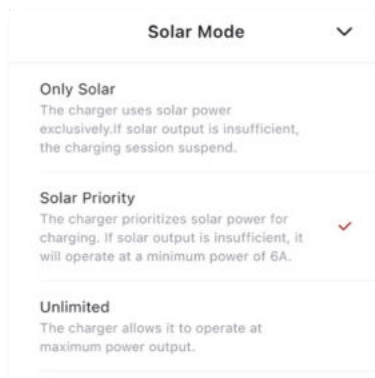 Solar Mode
Only Solar
The charger uses solar power
exclusively.If solar output is insufficient,
the charging session suspend.
Solar Priority
The charger prioritizes solar power for
charging. If solar output is insufficient, it
will operate at a minimum power of 6A.
Unlimited
The charger allows it to operate at
maximum power output.